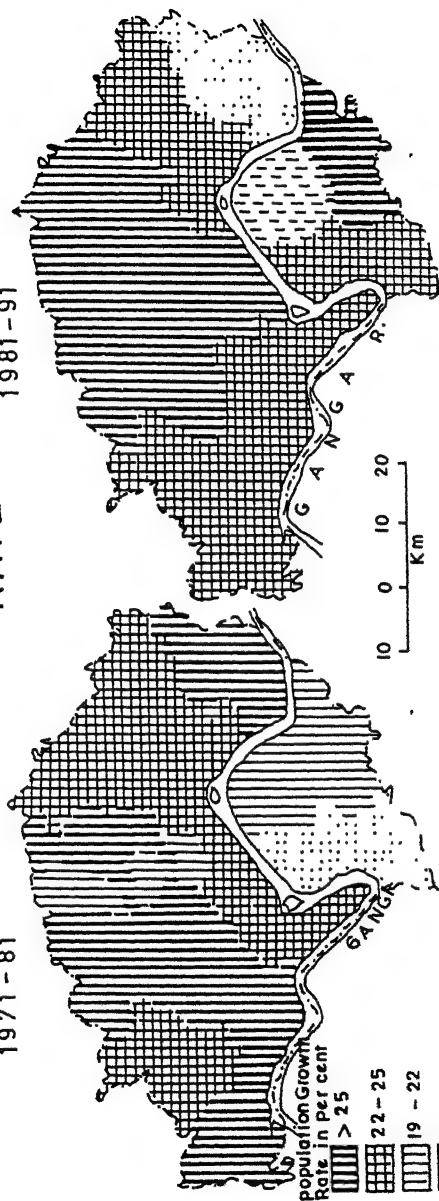 1971-81
1981-91
GANGA
GANGA R.
10 0 10 20
Km
Population Growth
Rate in Per cent
> 25
22-25
19-22